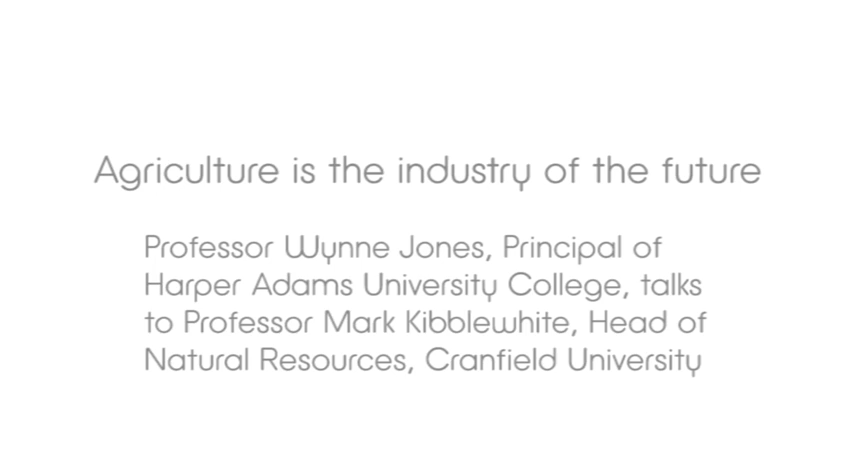 Agriculture is the industry of the future
Professor Wynne Jones, Principal of
Harper Adams University College, talks
to Professor Mark Kibblewhite, Head of
Natural Resources, Cranfield University